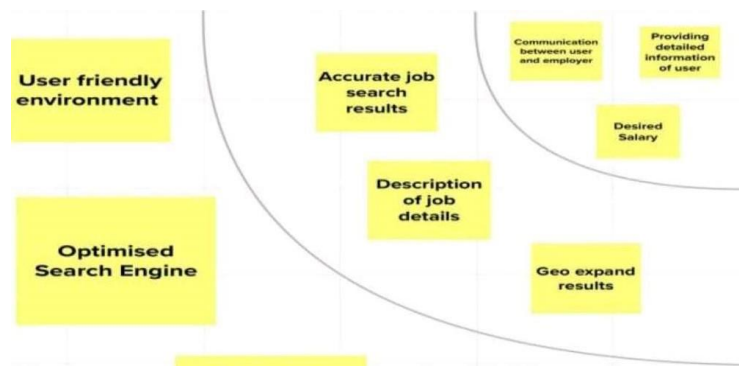 User friendly
environment
Accurate job
search
results
Communication
between user
and employer
Providing
detailed
information
of user
Desired
Salary
Description
of job
details
Optimised
Search Engine
Geo expand
results